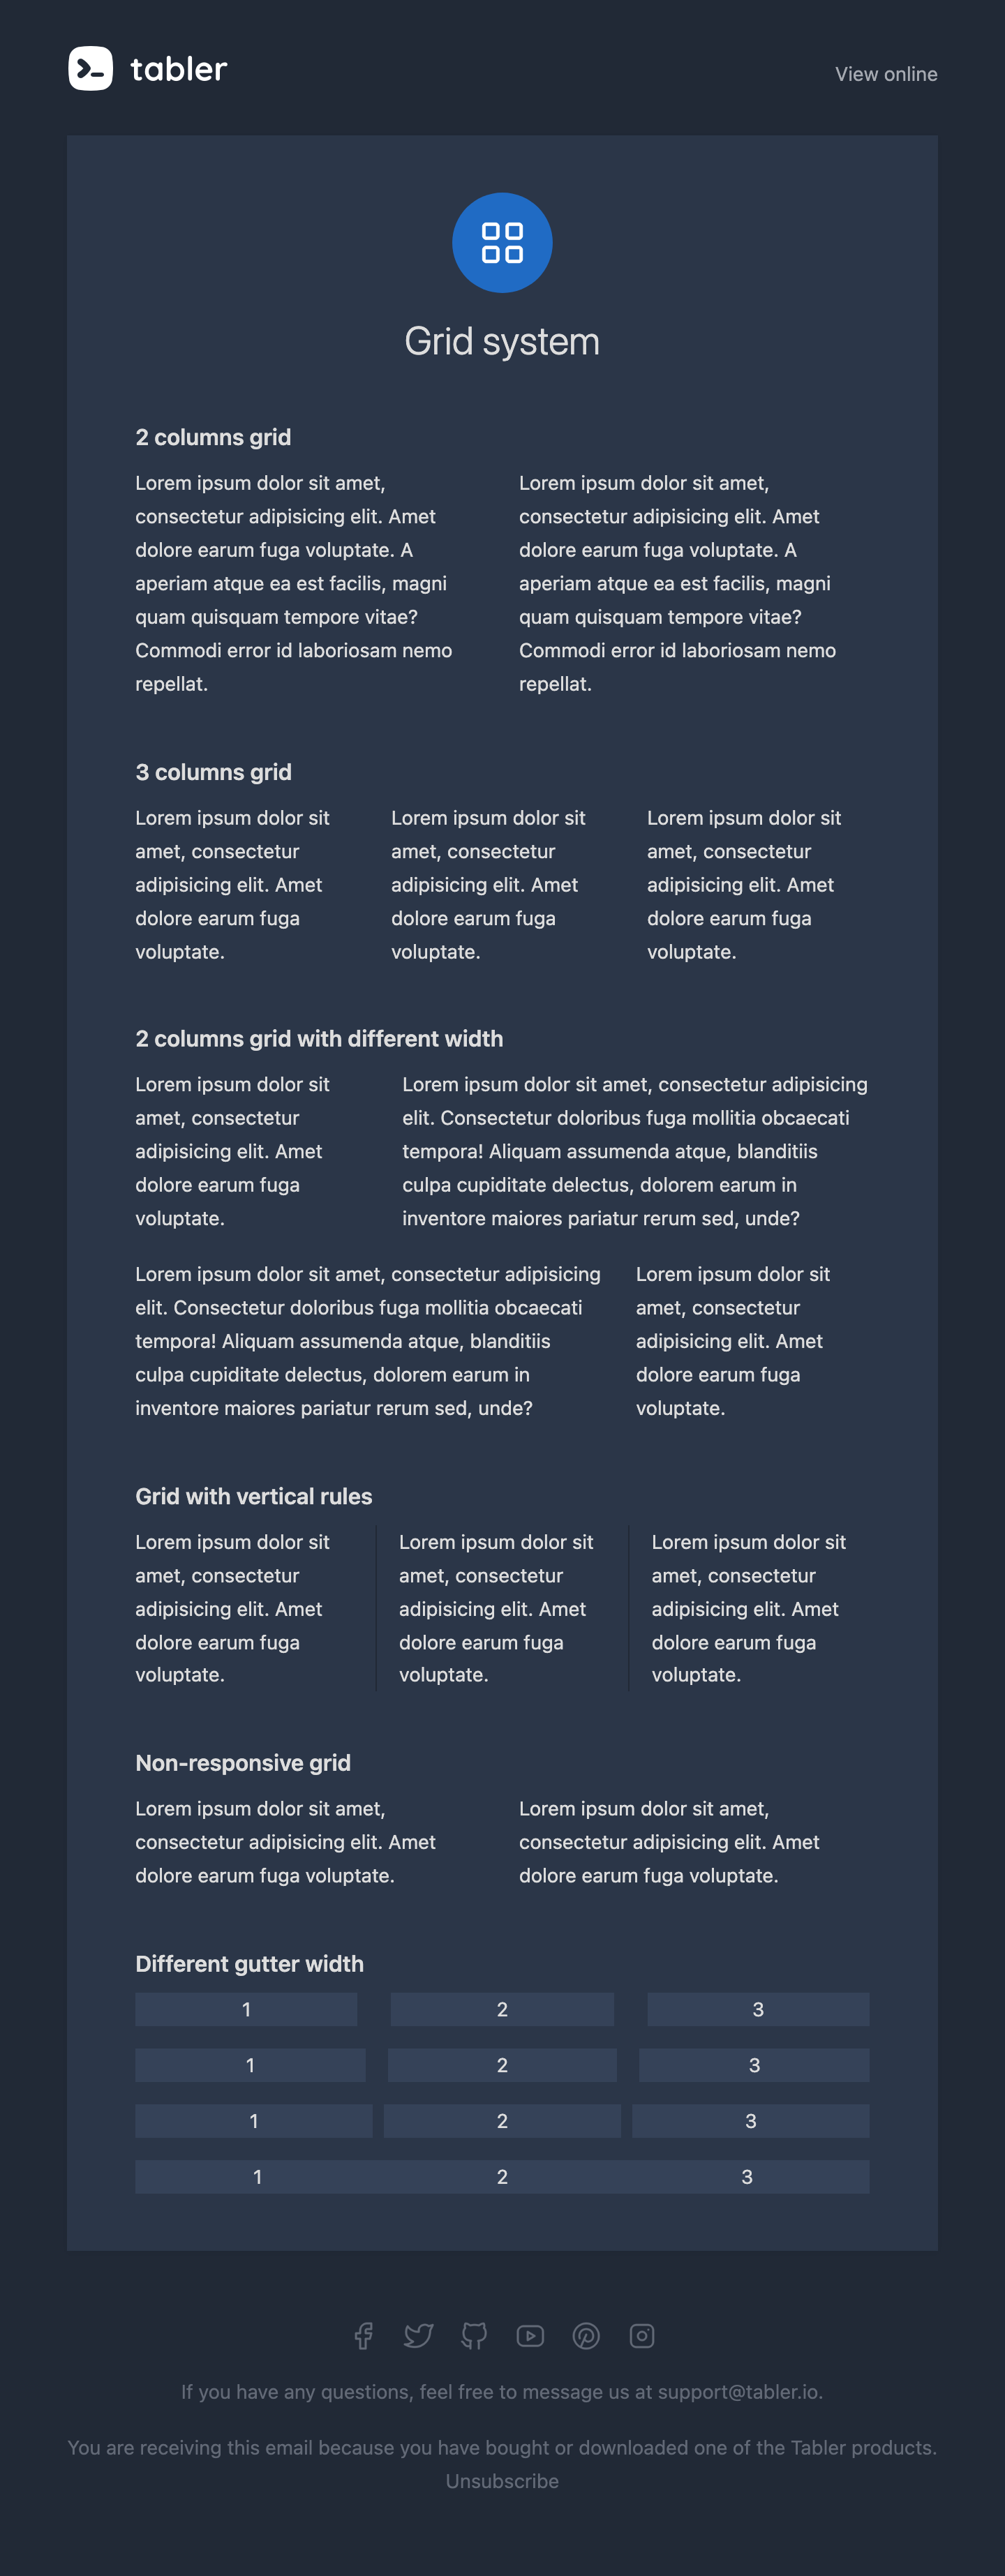 tabler
View online
Grid system
2 columns grid
Lorem ipsum dolor sit amet,
consectetur adipisicing elit. Amet
dolore earum fuga voluptate. A
aperiam atque ea est facilis, magni
quam quisquam tempore vitae?
Commodi error id laboriosam nemo
repellat.
Lorem ipsum dolor sit amet,
consectetur adipisicing elit. Amet
dolore earum fuga voluptate. A
aperiam atque ea est facilis, magni
quam quisquam tempore vitae?
Commodi error id laboriosam nemo
repellat.
3 columns grid
Lorem ipsum dolor sit
amet, consectetur
adipisicing elit. Amet
dolore earum fuga
voluptate.
Lorem ipsum dolor sit
amet, consectetur
adipisicing elit. Amet
dolore earum fuga
voluptate.
Lorem ipsum dolor sit
amet, consectetur
adipisicing elit. Amet
dolore earum fuga
voluptate.
2 columns grid with different width
Lorem ipsum dolor sit
amet, consectetur
adipisicing elit. Amet
dolore earum fuga
voluptate.
Lorem ipsum dolor sit amet, consectetur adipisicing
elit. Consectetur doloribus fuga mollitia obcaecati
tempora! Aliquam assumenda atque, blanditiis
culpa cupiditate delectus, dolorem earum in
inventore maiores pariatur rerum sed, unde?
Lorem ipsum dolor sit amet, consectetur adipisicing
elit. Consectetur doloribus fuga mollitia obcaecati
tempora! Aliquam assumenda atque, blanditiis
culpa cupiditate delectus, dolorem earum in
inventore maiores pariatur rerum sed, unde?
Lorem ipsum dolor sit
amet, consectetur
adipisicing elit. Amet
dolore earum fuga
voluptate.
Grid with vertical rules
Lorem ipsum dolor sit
amet, consectetur
adipisicing elit. Amet
dolore earum fuga
voluptate.
Lorem ipsum dolor sit
amet, consectetur
adipisicing elit. Amet
dolore earum fuga
voluptate.
Lorem ipsum dolor sit
amet, consectetur
adipisicing elit. Amet
dolore earum fuga
voluptate.
Non-responsive grid
Lorem ipsum dolor sit amet,
consectetur adipisicing elit. Amet
dolore earum fuga voluptate.
Lorem ipsum dolor sit amet,
consectetur adipisicing elit. Amet
dolore earum fuga voluptate.
Different gutter width
1 2 3
1 2 3
1 2 3
1 2 3
If you have any questions, feel free to message us at support@tabler.io.
You are receiving this email because you have bought or downloaded one of the Tabler products.
Unsubscribe